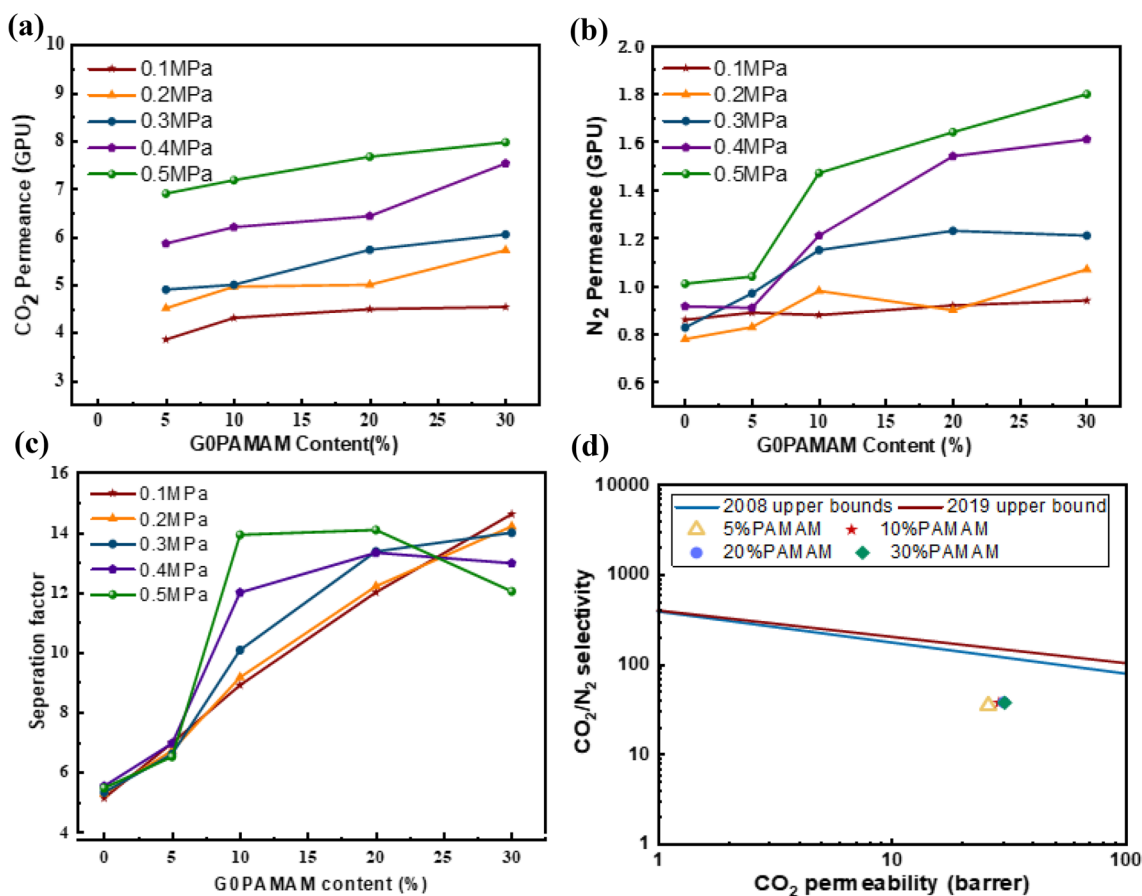 (a)
10
9
8
7
6
5
4
3
CO2 Permeance (GPU)
0.1MPa
0.2MPa
0.3MPa
0.4MPa
0.5MPa
0 5 10 15 20 25 30
G0PAMAM Content(%)
(b)
2.0
1.8
1.6
1.4
1.2
1.0
0.8
0.6
N2 Permeance (GPU)
0.1MPa
0.2MPa
0.3MPa
0.4MPa
0.5MPa
0 5 10 15 20 25 30
G0PAMAM Content (%)
(c)
16
14
12
10
8
6
4
Seperation factor
0.1MPa
0.2MPa
0.3MPa
0.4MPa
0.5MPa
0 5 10 15 20 25 30
G0PAMAM content (%)
(d)
10000
1000
100
10
1
CO2/N2 selectivity
2008 upper bounds 2019 upper bound
5%PAMAM 10%PAMAM
20%PAMAM 30%PAMAM
1 10 100
CO2 permeability (barrer)